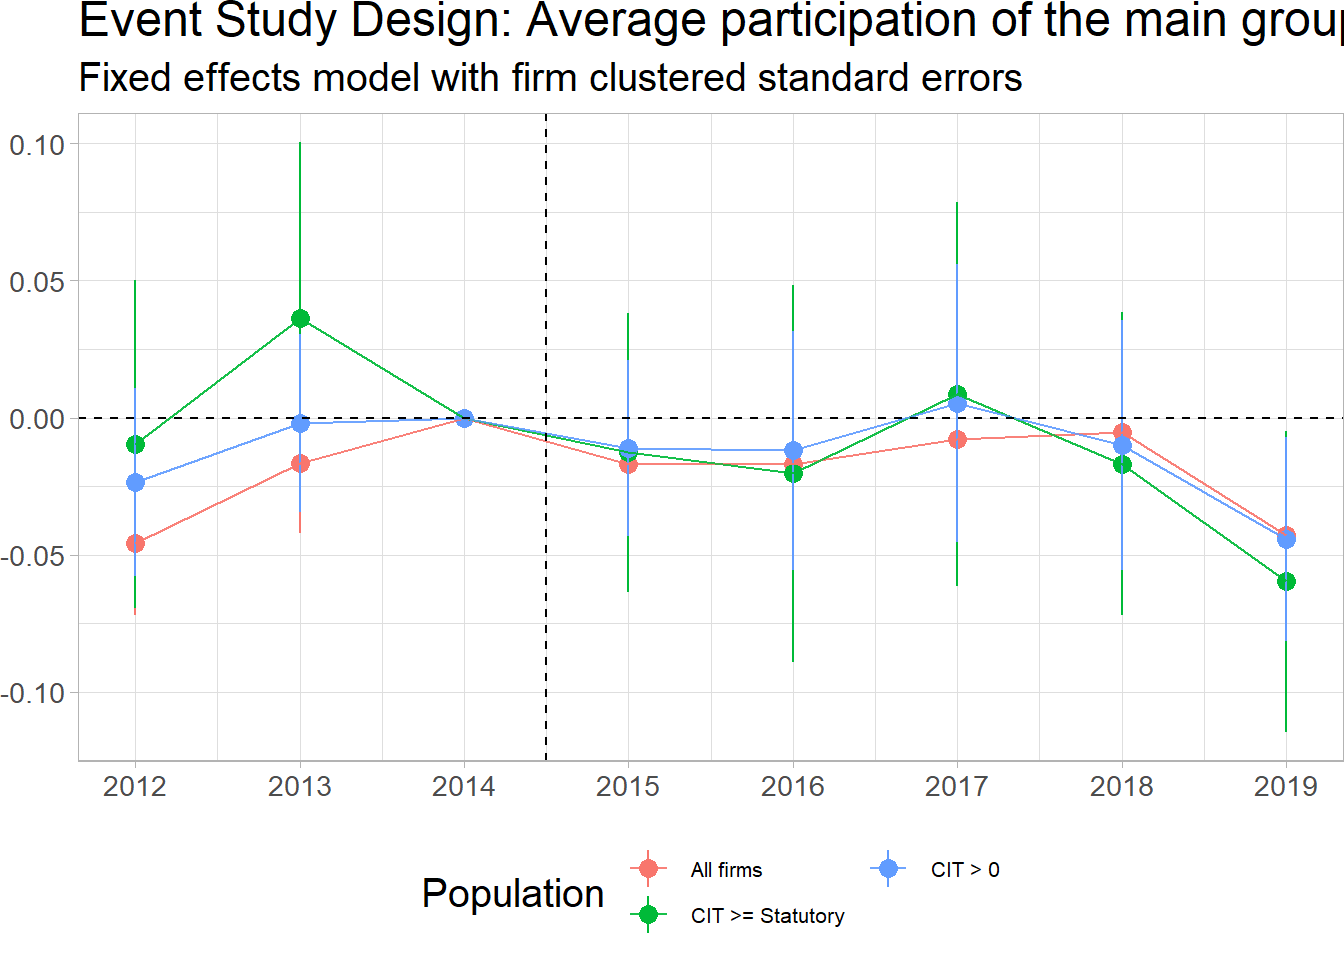 Event Study Design: Average participation of the main grou
Fixed effects model with firm clustered standard errors
0.10
0.05
0.00
-0.05
-0.10
2012 2013 2014 2015 2016 2017 2018 2019
Population
All firms
CIT > 0
CIT >= Statutory